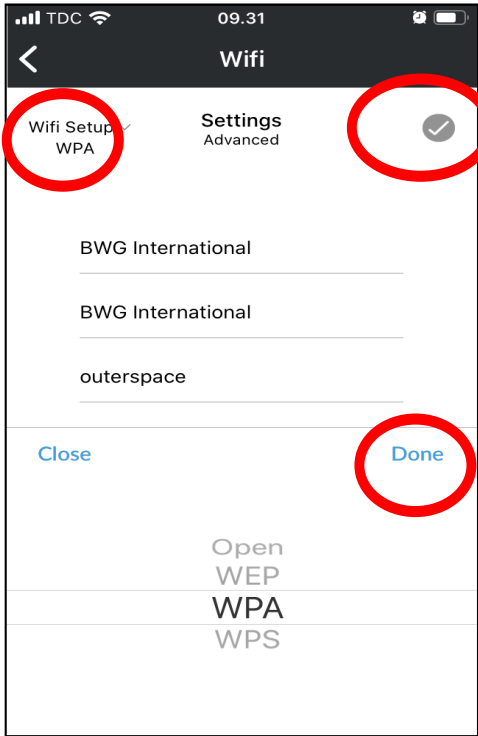 TDC 09.31
Wifi
Wifi Setup Settings
WPA Advanced
BWG International
BWG International
outerspace
Close Done
Open
WEP
WPA
WPS